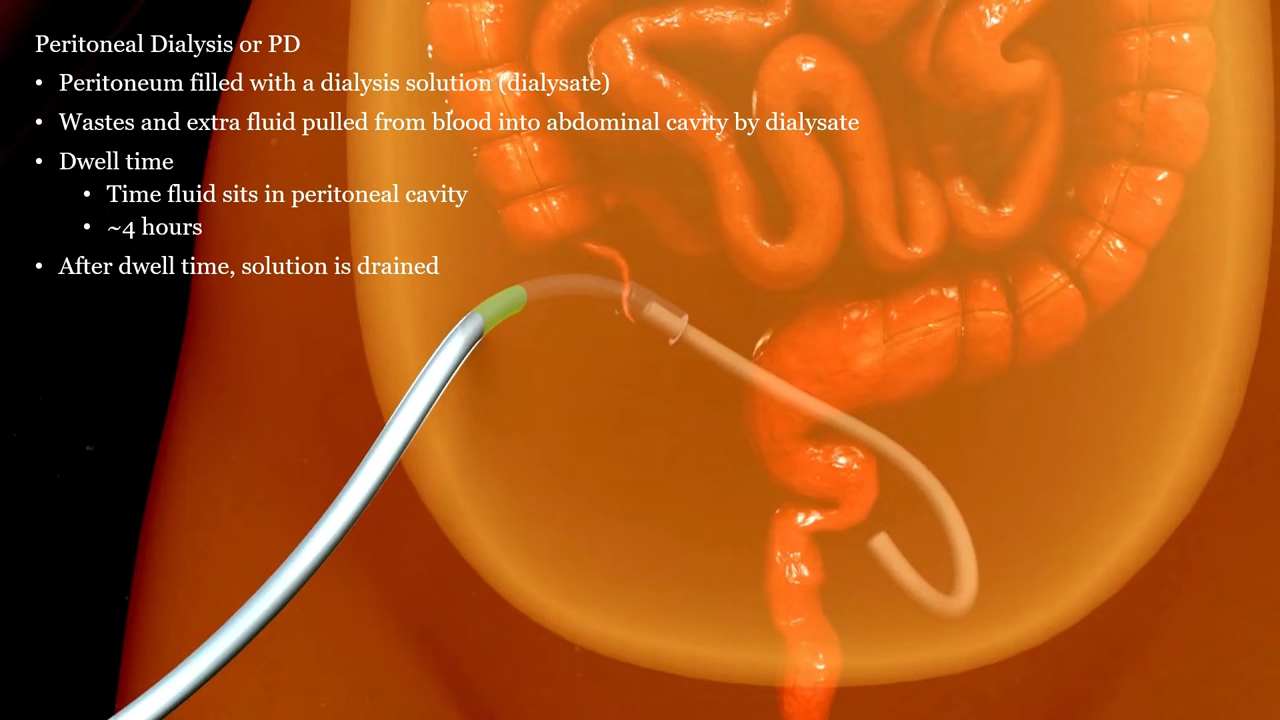 Peritoneal Dialysis or PD
• Peritoneum filled with a dialysis solution (dialysate)
• Wastes and extra fluid pulled from blood into abdominal cavity by dialysate
• Dwell time
• Time fluid sits in peritoneal cavity
• ~4 hours
• After dwell time, solution is drained